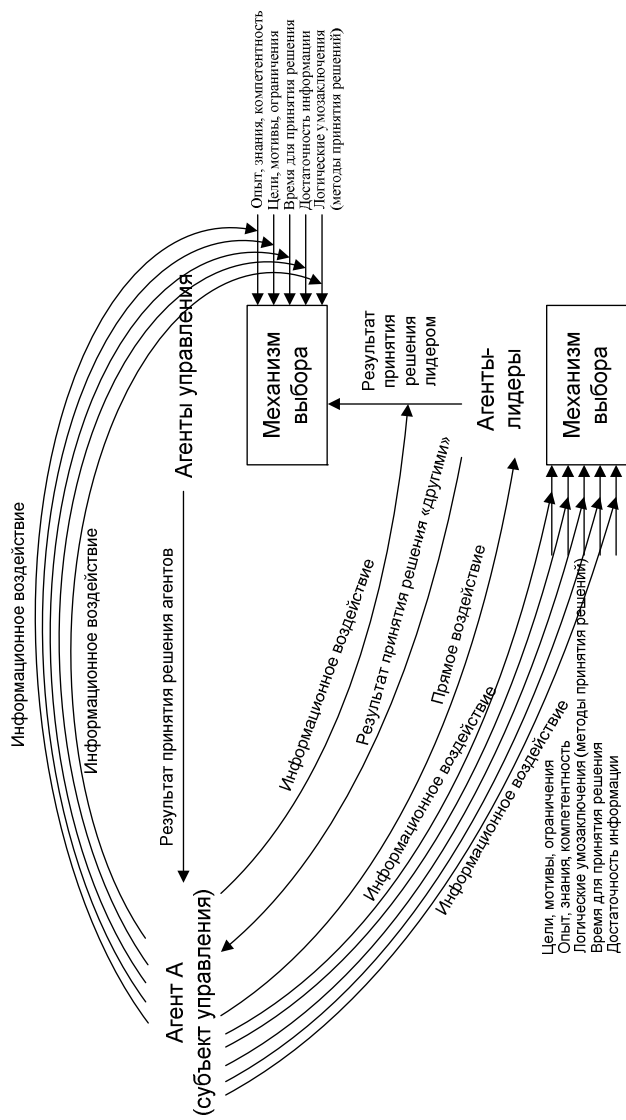 Информационное воздействие
Информационное воздействие
Агент А
(субъект управления)
Результат принятия решения агентов
Агенты управления
Опыт, знания, компетентность
Цели, мотивы, ограничения
Время для принятия решения
Достаточность информации
Логические умозаключения
(методы принятия решений)
Механизм
выбора
Результат
принятия
решения
лидером
Информационное воздействие
Результат принятия решения «другими»
Прямое воздействие
Агенты-
лидеры
Информационное воздействие
Информационное воздействие
Механизм
выбора
Цели, мотивы, ограничения
Опыт, знания, компетентность
Логические умозаключения (методы принятия решений)
Время для принятия решения
Достаточность информации